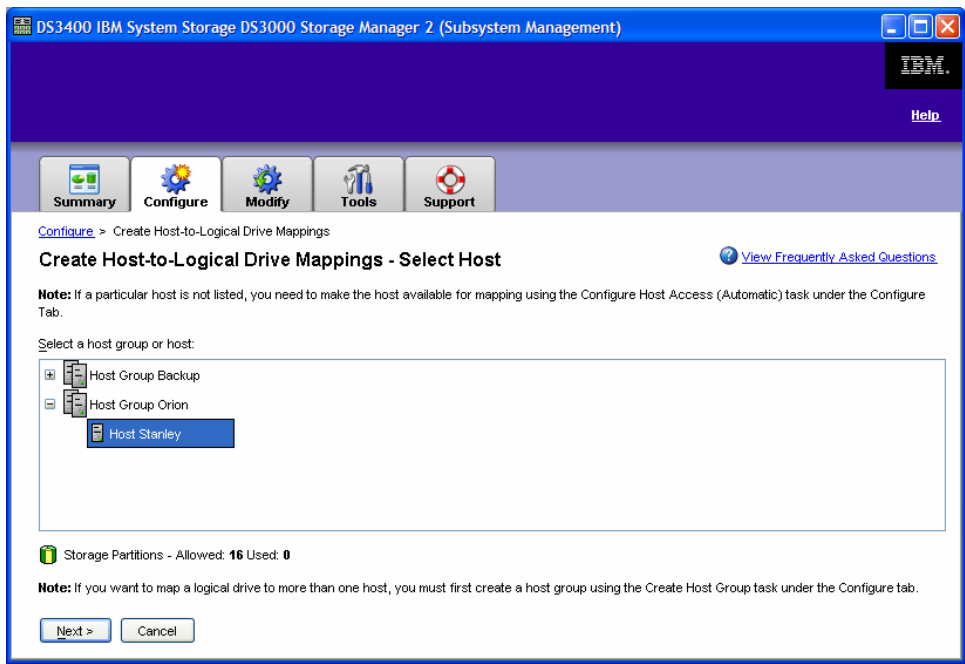 DS3400 IBM System Storage DS3000 Storage Manager 2 (Subsystem Management)
IBM.
Help
Summary
Configure
Modify
Tools
Support
Configure > Create Host-to-Logical Drive Mappings
Create Host-to-Logical Drive Mappings - Select Host
View Frequently Asked Questions
Note: If a particular host is not listed, you need to make the host available for mapping using the Configure Host Access (Automatic) task under the Configure
Tab.
Select a host group or host:
Host Group Backup
Host Group Orion
Host Stanley
Storage Partitions - Allowed: 16 Used: 0
Note: If you want to map a logical drive to more than one host, you must first create a host group using the Create Host Group task under the Configure tab.
Next >
Cancel